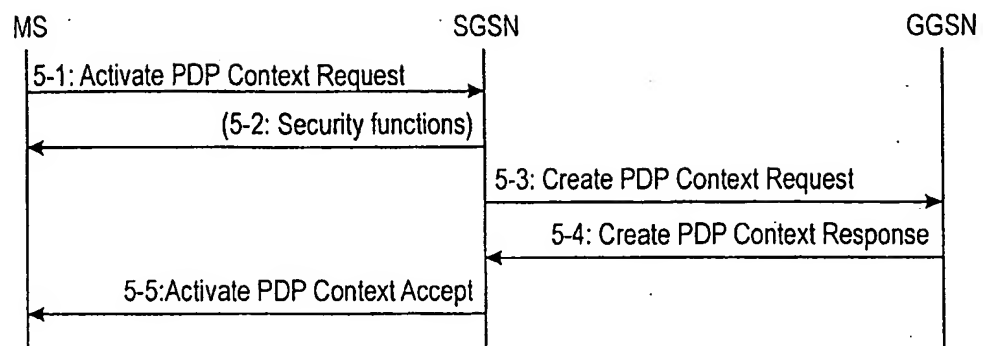 MS SGSN GGSN
5-1: Activate PDP Context Request
(5-2: Security functions)
5-3: Create PDP Context Request
5-4: Create PDP Context Response
5-5:Activate PDP Context Accept